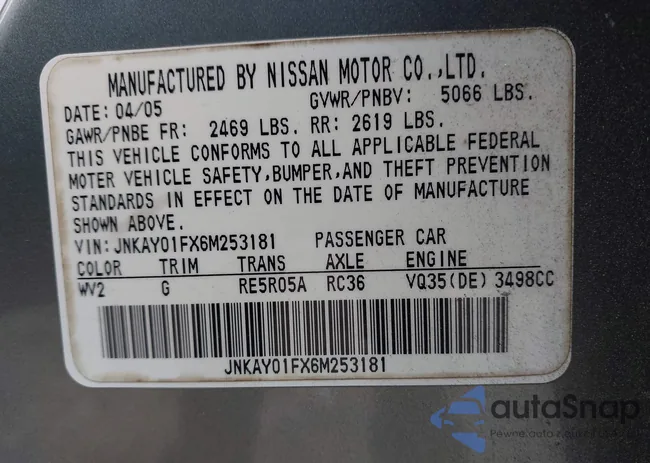 MANUFACTURED BY NISSAN MOTOR CO.,LTD.
DATE: 04/05 GVWR/PNBV: 5066 LBS.
GAWR/PNBE FR: 2469 LBS. RR: 2619 LBS.
THIS VEHICLE CONFORMS TO ALL APPLICABLE FEDERAL
MOTER VEHICLE SAFETY,BUMPER,AND THEFT PREVENTION
STANDARDS IN EFFECT ON THE DATE OF MANUFACTURE
SHOWN ABOVE.
VIN: JNKAY01FX6M253181 PASSENGER CAR
COLOR TRIM TRANS AXLE ENGINE
WV2 G RE5R05A RC36 VQ35(DE) 3498CC
JNKAY01FX6M253181
autoSnap
Pewne auto z